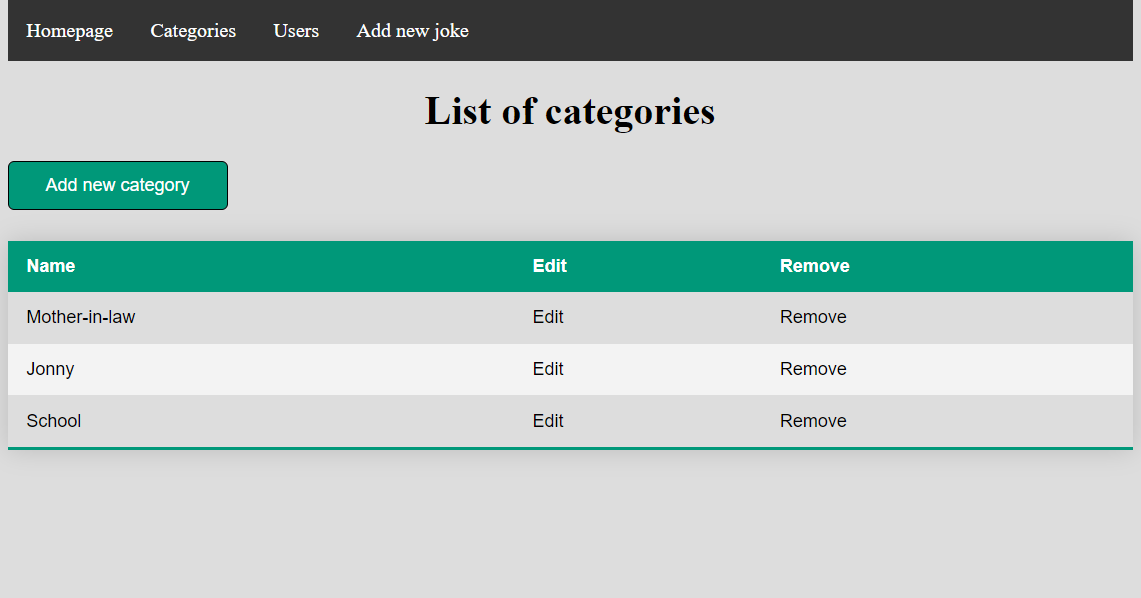 Homepage Categories Users Add new joke
List of categories
Add new category
Name Edit Remove
Mother-in-law Edit Remove
Jonny Edit Remove
School Edit Remove